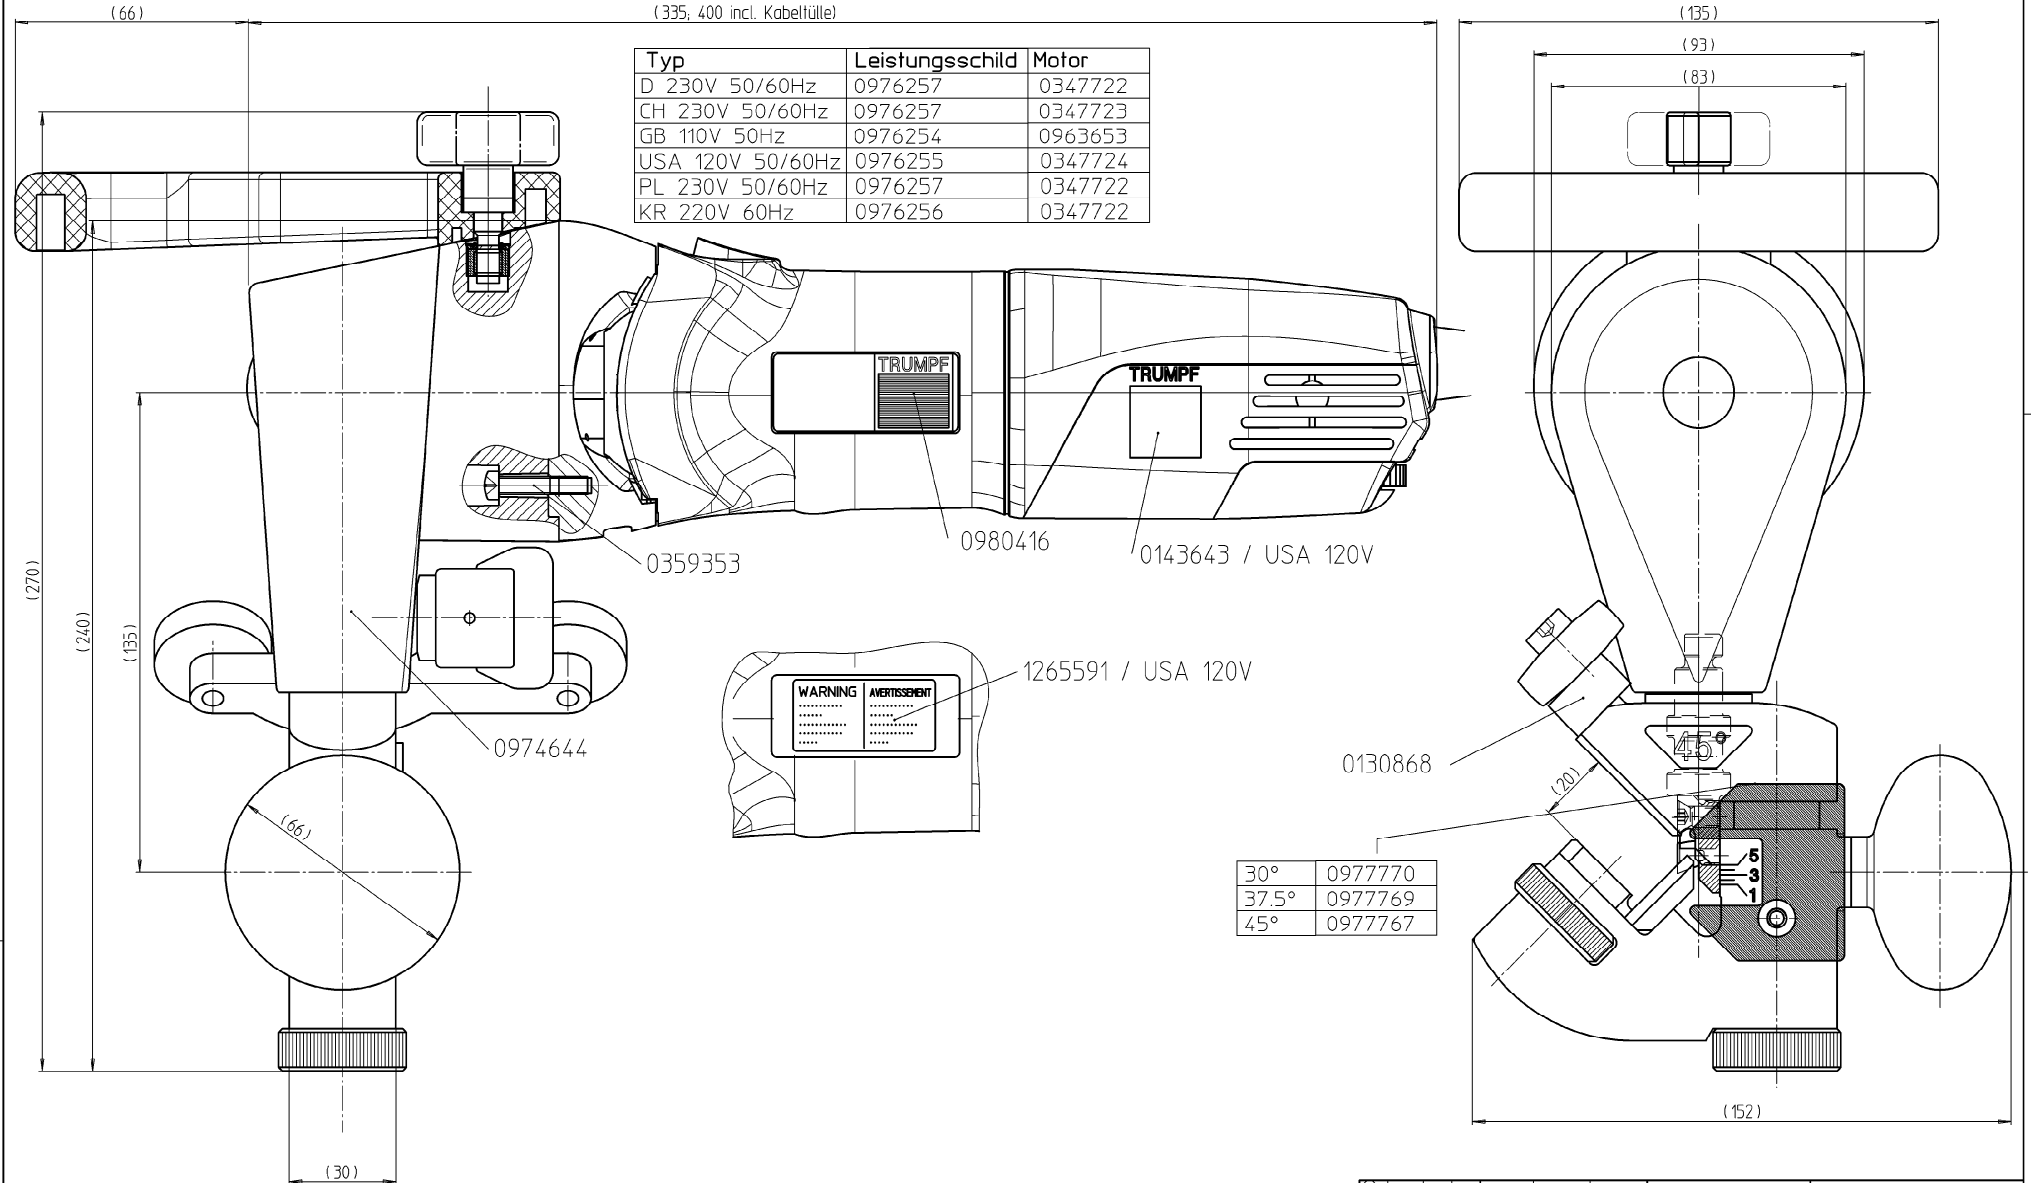 (66)
(335; 400 incl. Kabeltülle)
(135)
(93)
(83)
Typ Leistungsschild Motor
D 230V 50/60Hz 0976257 0347722
CH 230V 50/60Hz 0976257 0347723
GB 110V 50Hz 0976254 0963653
USA 120V 50/60Hz 0976255 0347724
PL 230V 50/60Hz 0976257 0347722
KR 220V 60Hz 0976256 0347722
TRUMPF
TRUMPF
0359353
0980416
0143643 / USA 120V
(270)
(240)
(135)
1265591 / USA 120V
WARNING AVERTISSEMENT
0974644
0130868
45°
(20)
(66)
30° 0977770
37.5° 0977769
45° 0977767
5
3
1
(152)
(30)